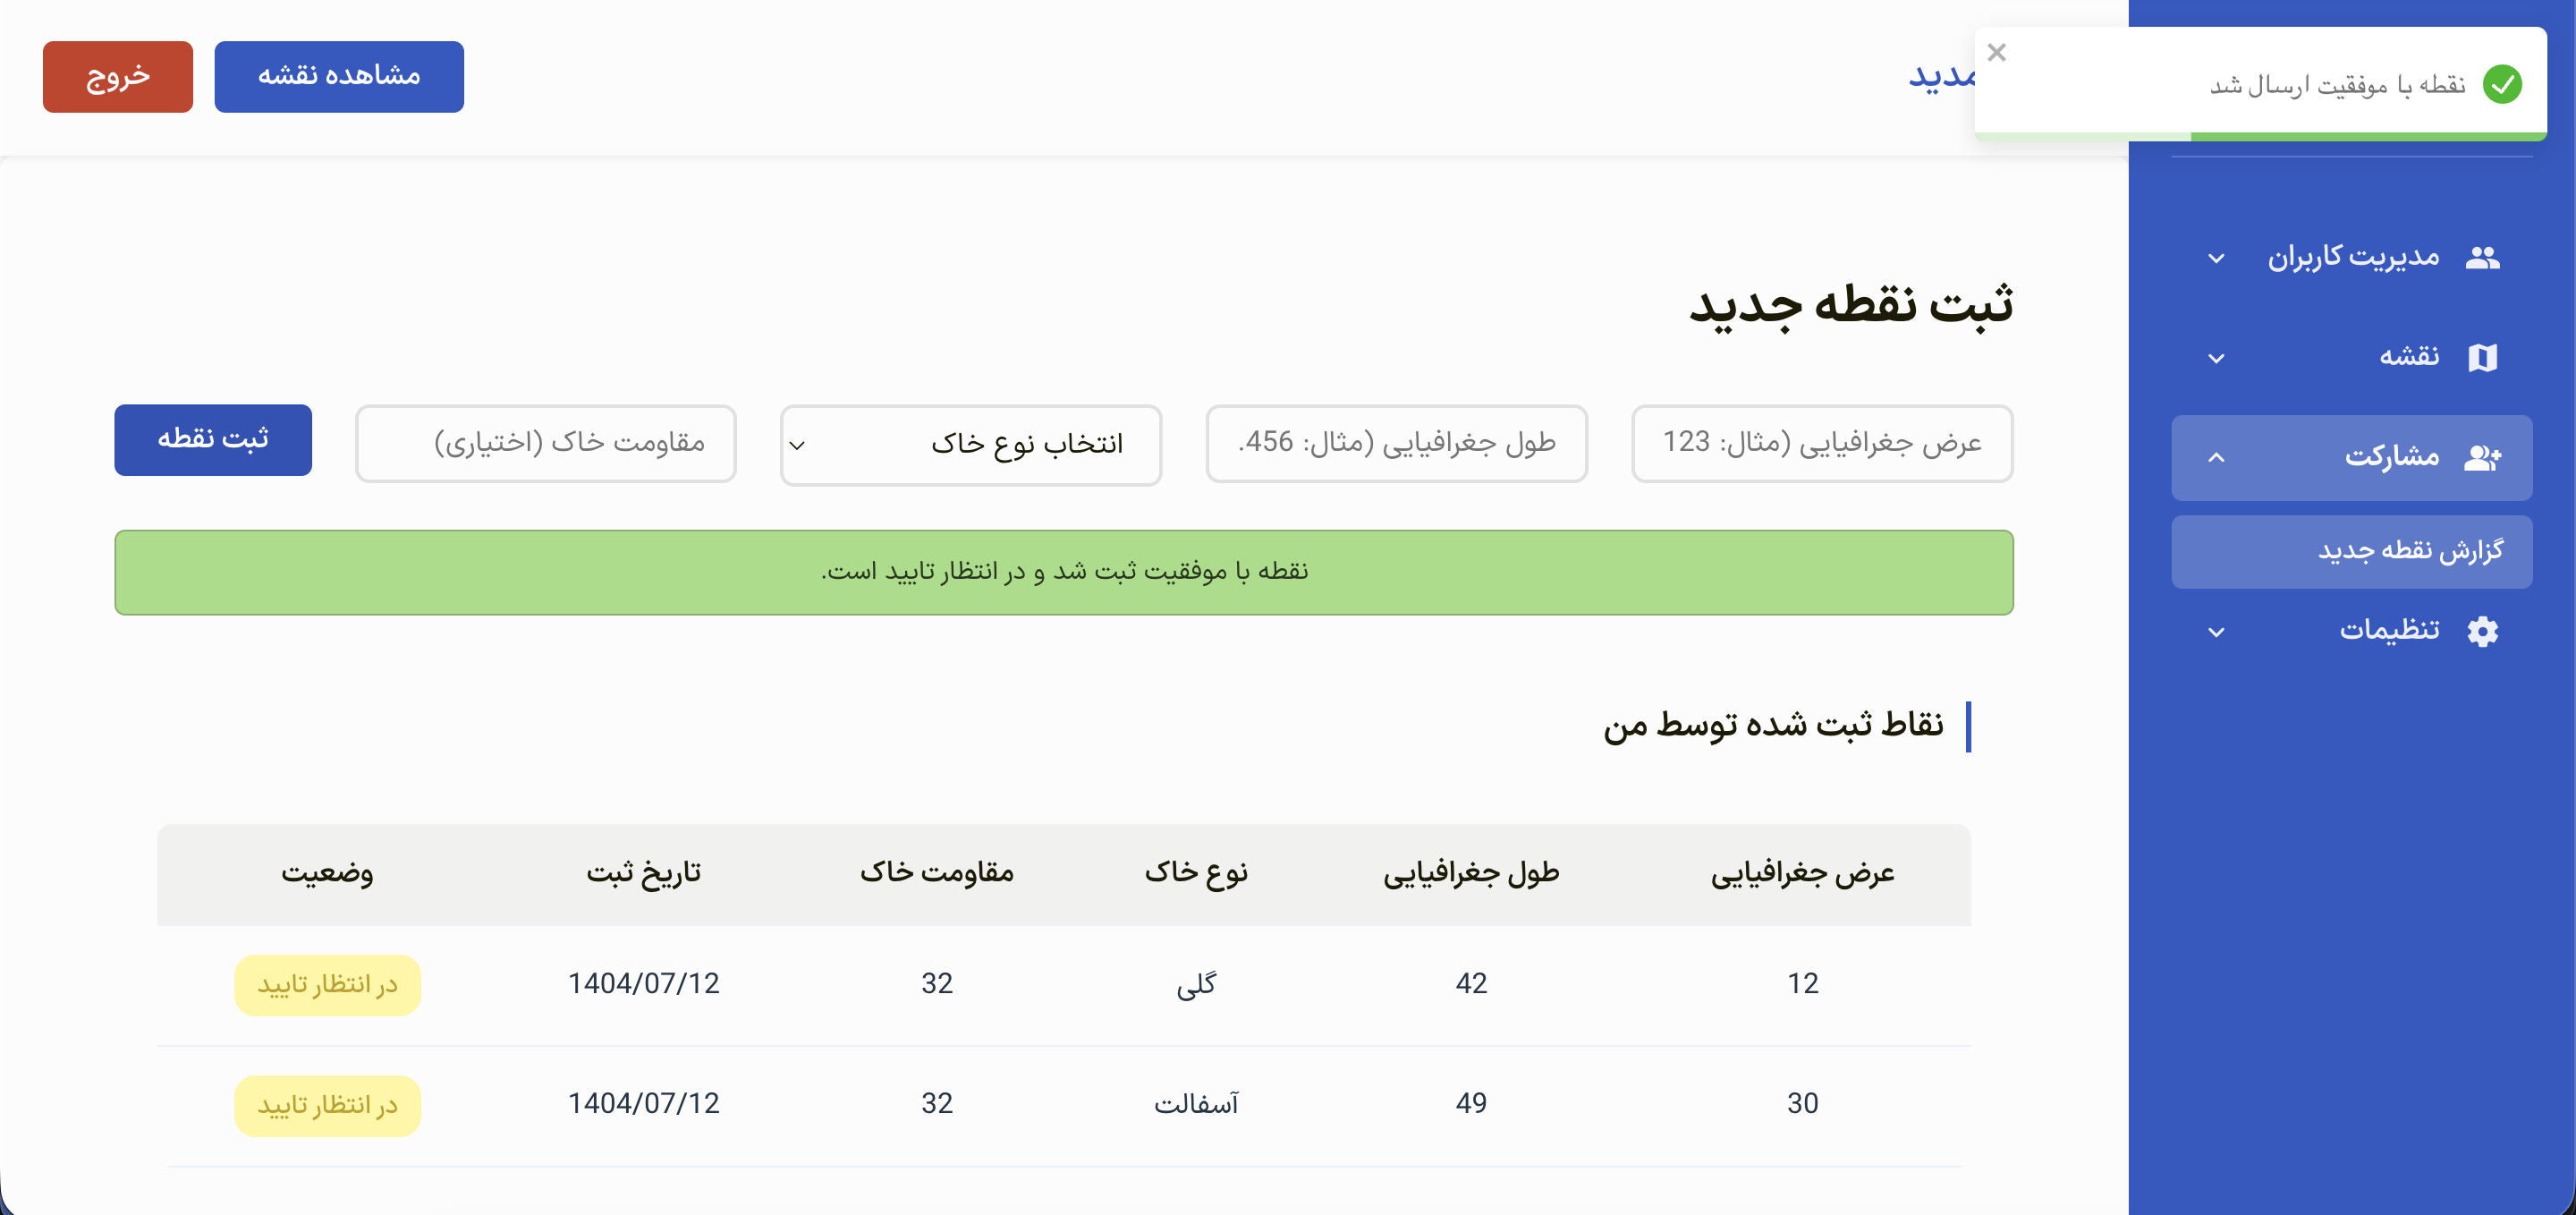 نقطه با موفقیت ارسال شد
مشاهده نقشه
خروج
مدیریت کاربران
نقشه
مشارکت
گزارش نقطه جدید
تنظیمات
ثبت نقطه جدید
عرض جغرافیایی (مثال: 123
طول جغرافیایی (مثال: 456.
انتخاب نوع خاک
مقاومت خاک (اختیاری)
ثبت نقطه
نقطه با موفقیت ثبت شد و در انتظار تایید است.
نقاط ثبت شده توسط من
عرض جغرافیایی طول جغرافیایی نوع خاک مقاومت خاک تاریخ ثبت وضعیت
12 42 گلی 32 1404/07/12 در انتظار تایید
30 49 آسفالت 32 1404/07/12 در انتظار تایید